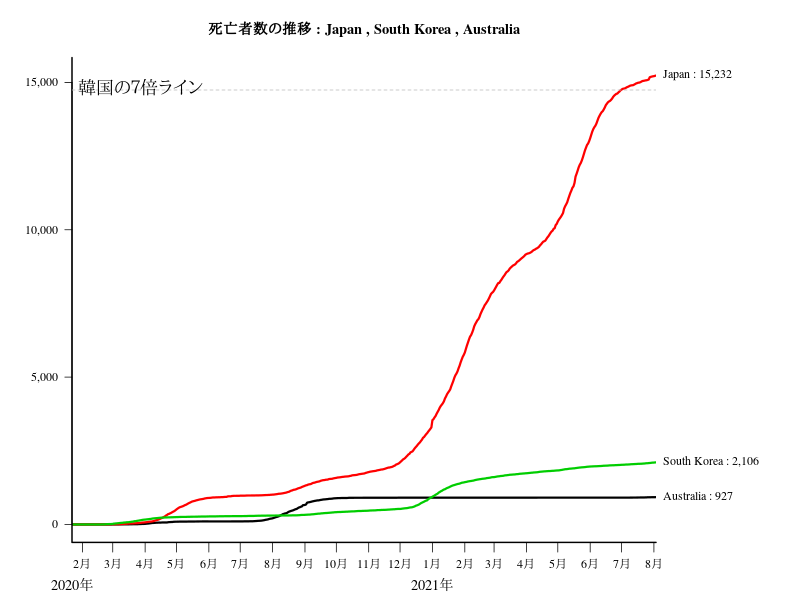 死亡者数の推移 : Japan , South Korea , Australia
15,000
韓国の7倍ライン
Japan : 15,232
10,000
5,000
South Korea : 2,106
Australia : 927
0
2月 3月 4月 5月 6月 7月 8月 9月 10月 11月 12月 1月 2月 3月 4月 5月 6月 7月 8月
2020年 2021年